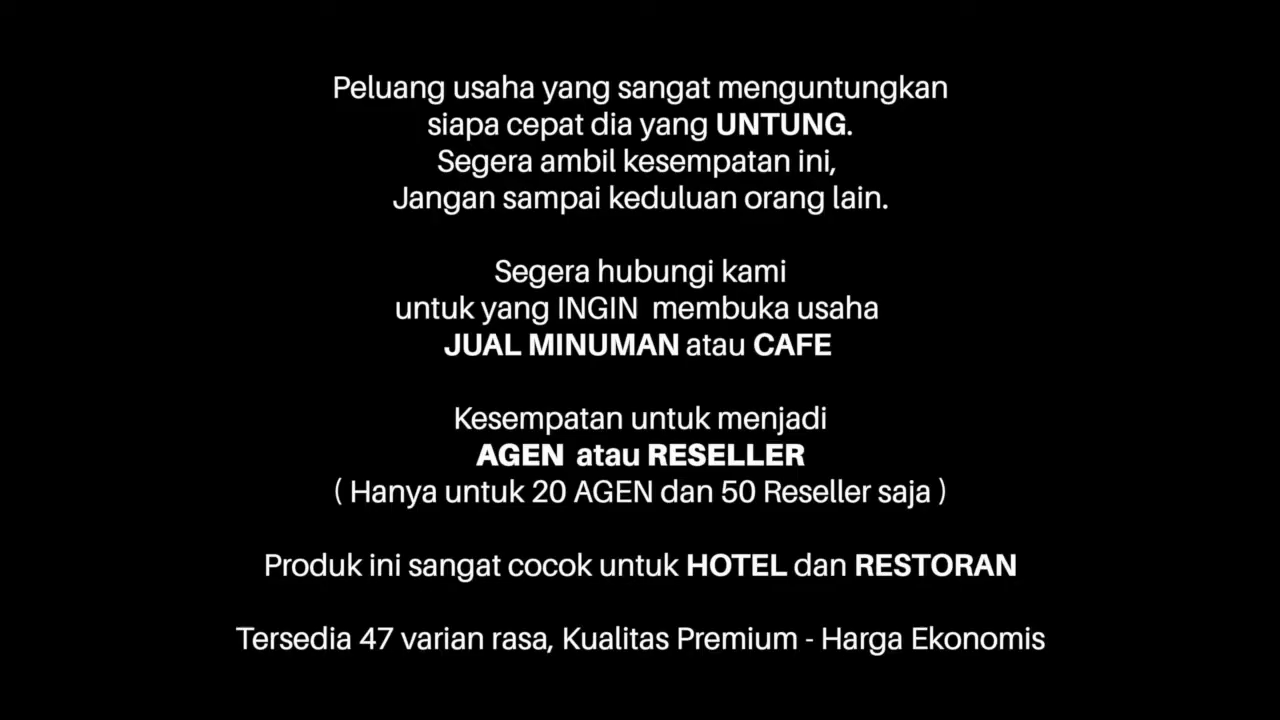 Peluang usaha yang sangat menguntungkan
siapa cepat dia yang UNTUNG.
Segera ambil kesempatan ini,
Jangan sampai keduluan orang lain.
Segera hubungi kami
untuk yang INGIN membuka usaha
JUAL MINUMAN atau CAFE
Kesempatan untuk menjadi
AGEN atau RESELLER
( Hanya untuk 20 AGEN dan 50 Reseller saja )
Produk ini sangat cocok untuk HOTEL dan RESTORAN
Tersedia 47 varian rasa, Kualitas Premium - Harga Ekonomis